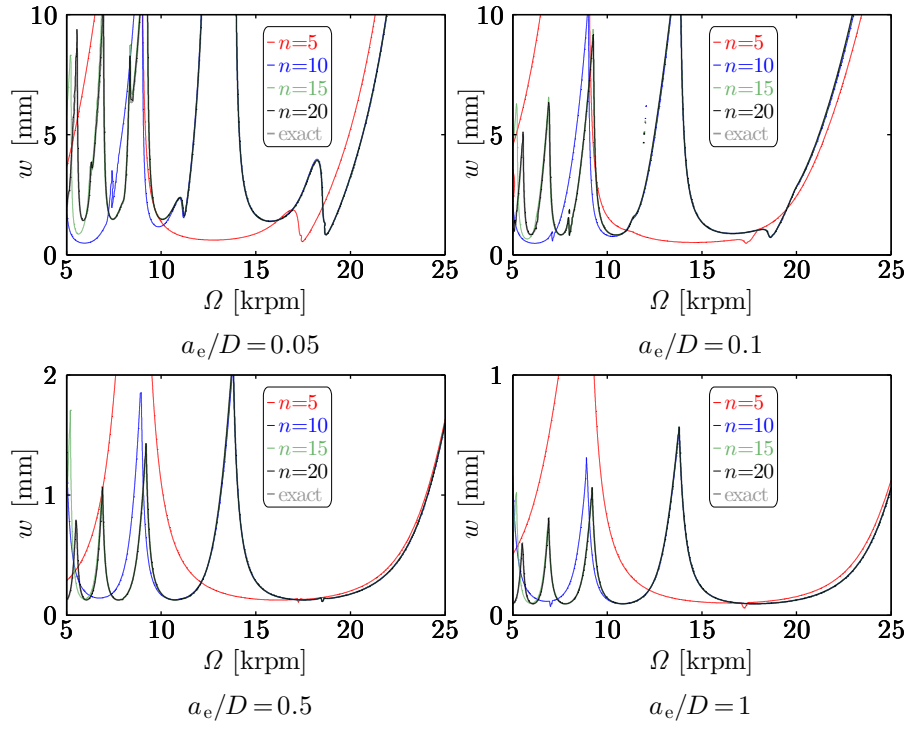 10
5
0
w [mm]
n=5
n=10
n=15
n=20
exact
5 10 15 20 25
Ω [krpm]
a_e/D = 0.05
10
5
0
w [mm]
n=5
n=10
n=15
n=20
exact
5 10 15 20 25
Ω [krpm]
a_e/D = 0.1
2
1
0
w [mm]
n=5
n=10
n=15
n=20
exact
5 10 15 20 25
Ω [krpm]
a_e/D = 0.5
1
0
w [mm]
n=5
n=10
n=15
n=20
exact
5 10 15 20 25
Ω [krpm]
a_e/D = 1